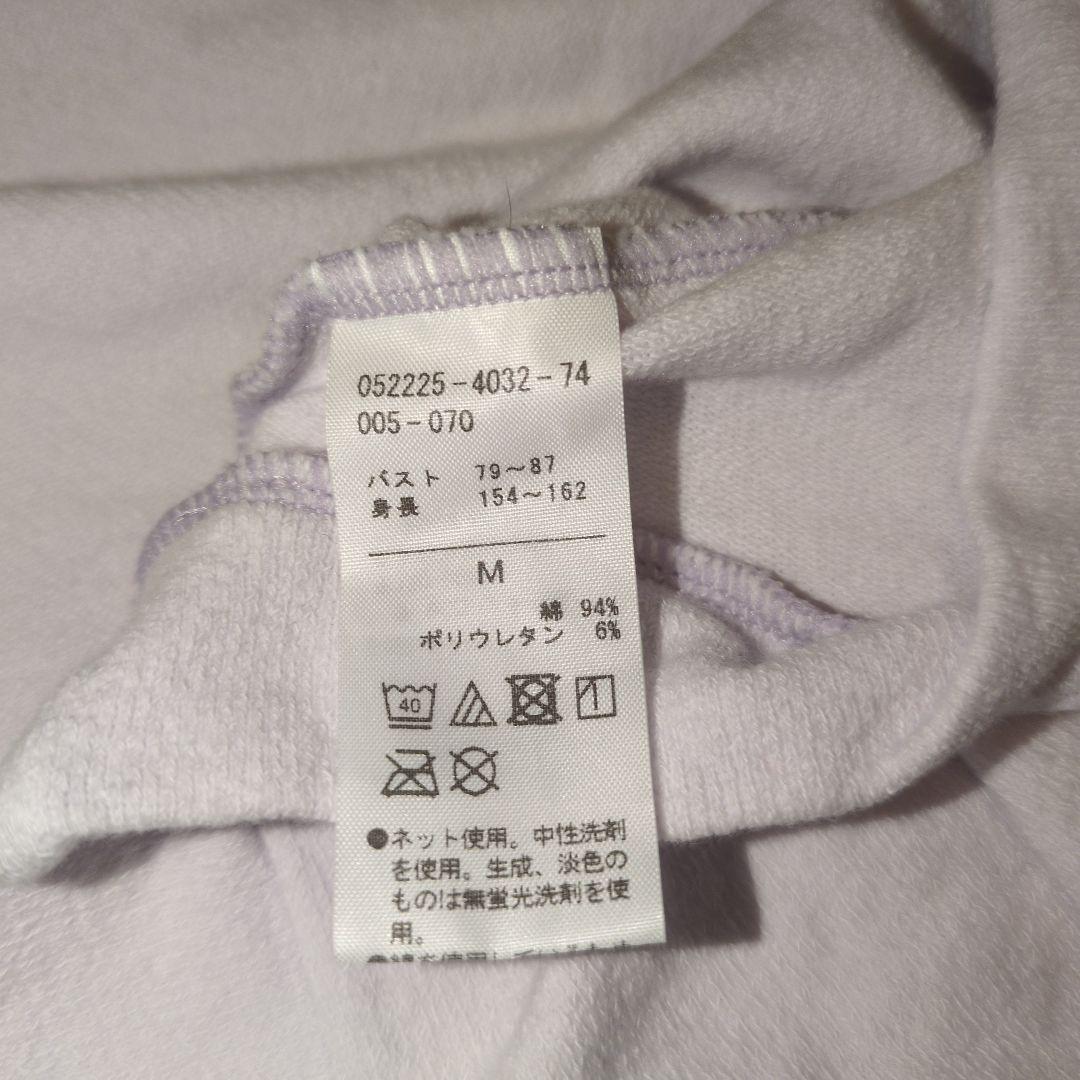 052225-4032-74
005-070
バスト 79~87
身長 154~162
M
綿 94%
ポリウレタン 6%
40
●ネット使用。中性洗剤
を使用。生成、淡色の
ものは無蛍光洗剤を使
用。